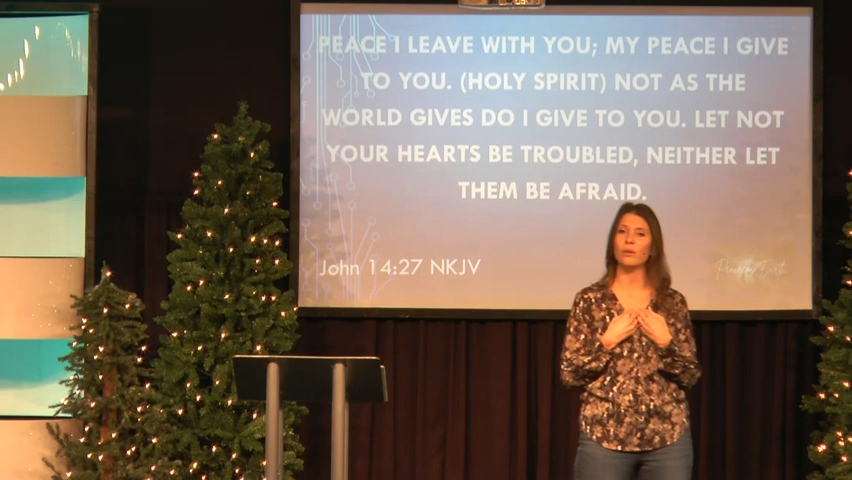 PEACE I LEAVE WITH YOU; MY PEACE I GIVE
TO YOU. (HOLY SPIRIT) NOT AS THE
WORLD GIVES DO I GIVE TO YOU. LET NOT
YOUR HEARTS BE TROUBLED, NEITHER LET
THEM BE AFRAID.
John 14:27 NKJV